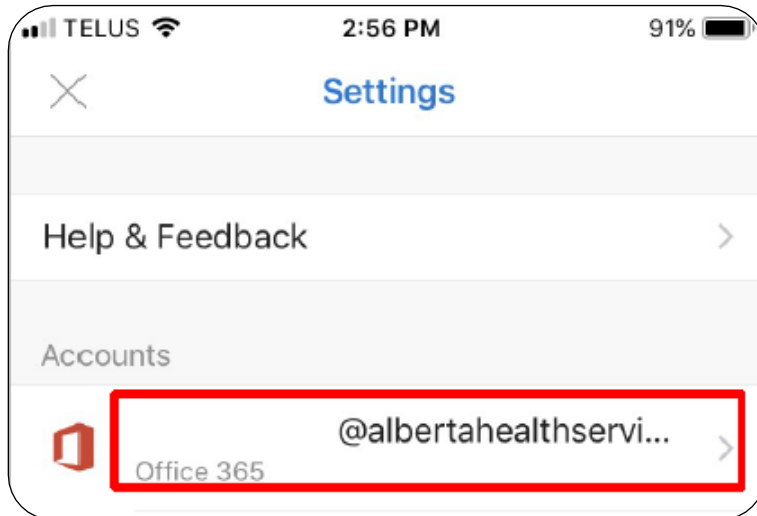 TELUS 2:56 PM 91%
Settings
Help & Feedback
Accounts
@albertahealthservi...
Office 365